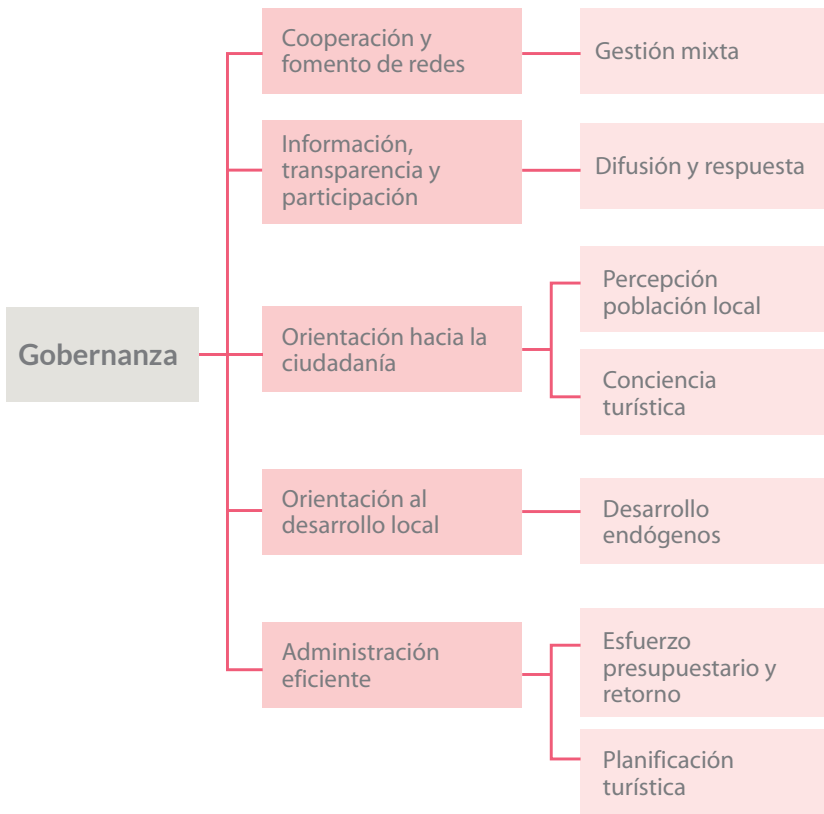 Gobernanza
Cooperación y
fomento de redes
Gestión mixta
Información,
transparencia y
participación
Difusión y respuesta
Orientación hacia la
ciudadanía
Percepción
población local
Conciencia
turística
Orientación al
desarrollo local
Desarrollo
endógenos
Administración
eficiente
Esfuerzo
presupuestario y
retorno
Planificación
turística